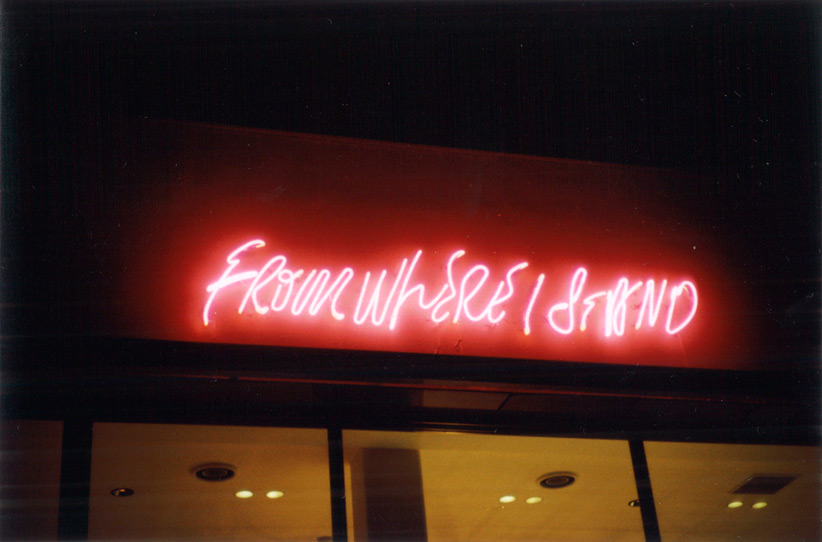 FROM WHERE I STAND